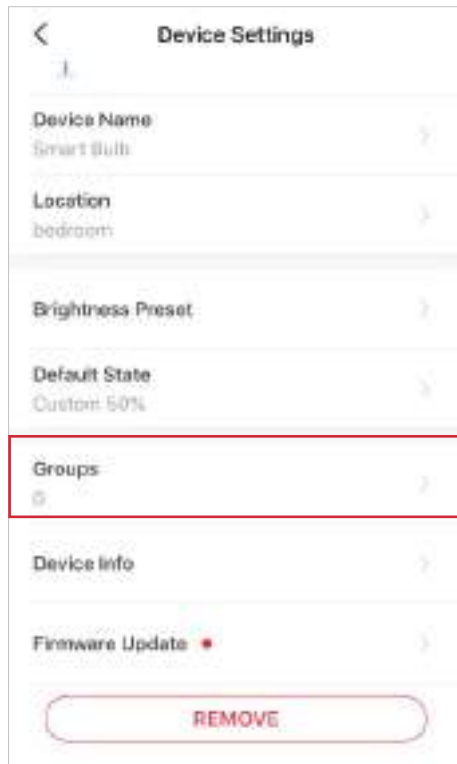 Device Settings
Device Name
Smart Bulb
Location
bedroom
Brightness Preset
Default State
Custom 50%
Groups
G
Device Info
Firmware Update
REMOVE